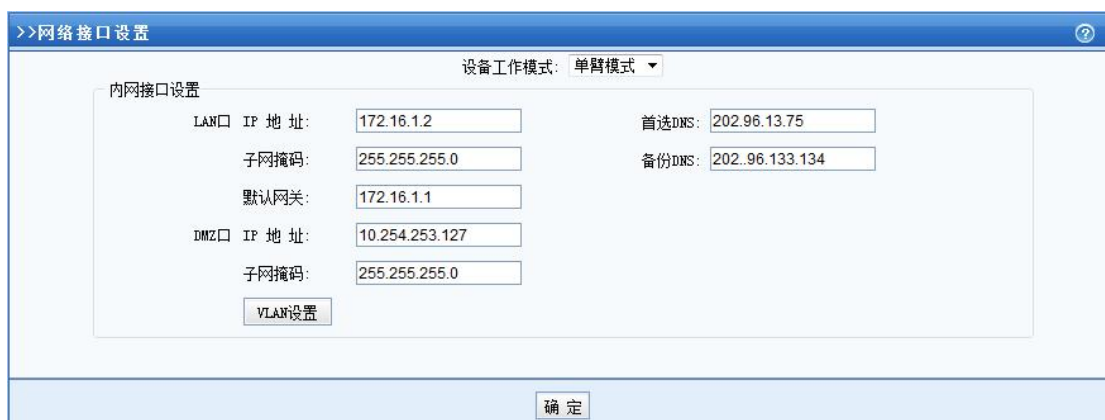 >>网络接口设置
设备工作模式: 单臂模式
内网接口设置
LAN口 IP 地 址: 172.16.1.2 首选DNS: 202.96.13.75
子网掩码: 255.255.255.0 备份DNS: 202..96.133.134
默认网关: 172.16.1.1
DMZ口 IP 地 址: 10.254.253.127
子网掩码: 255.255.255.0
VLAN设置
确 定